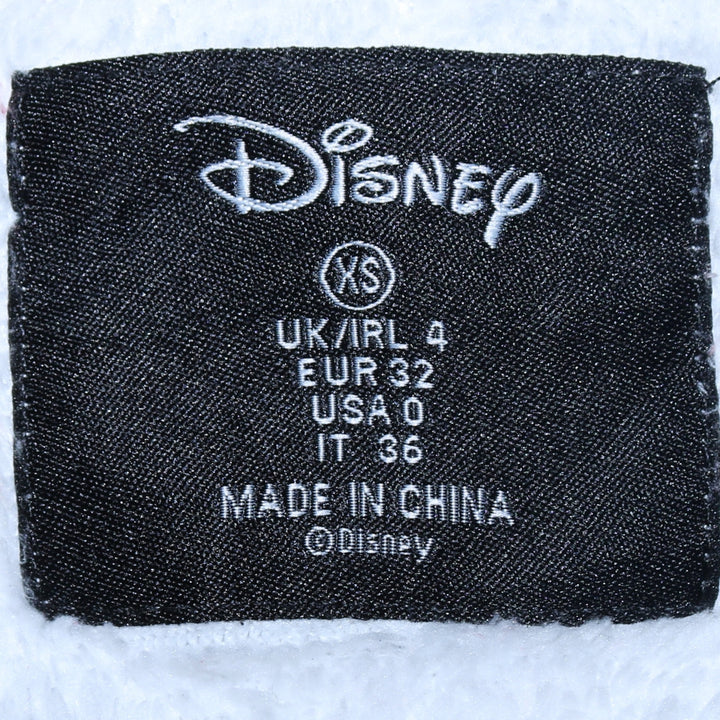 Disney
XS
UK/IRL 4
EUR 32
USA 0
IT 36
MADE IN CHINA
©Disney